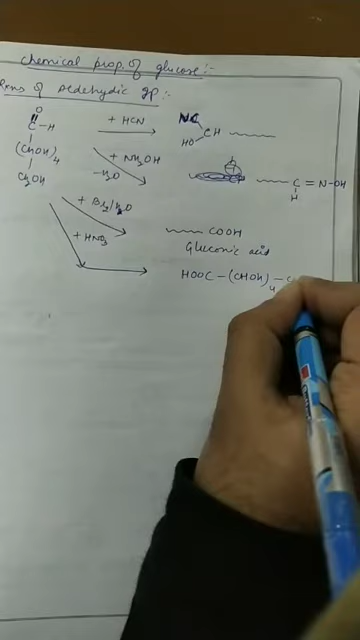 chemical prop. of glucose:-
Rxns of Aldehydic gp:-
O
C-H
(CHOH)4
CH2OH
+ HCN
NC
HO
CH
+ NH2OH
-H2O
C=N-OH
H
+ Br2/H2O
COOH
Gluconic acid
+ HNO3
HOOC-(CHOH)4-C